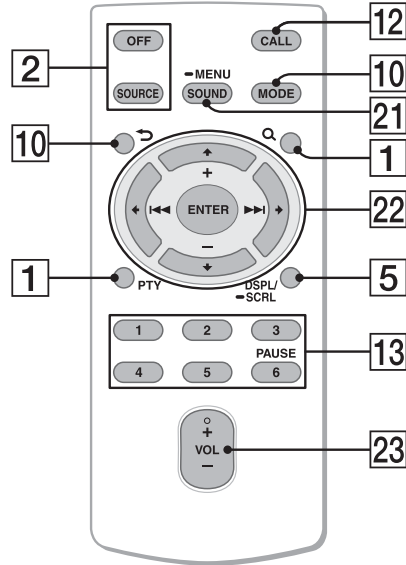 OFF
CALL
12
2
– MENU
10
SOURCE
SOUND
MODE
21
10
1
+
22
ENTER
–
1
PTY
DSPL/
– SCRL
5
1
2
3
PAUSE
13
4
5
6
+
VOL
23
–